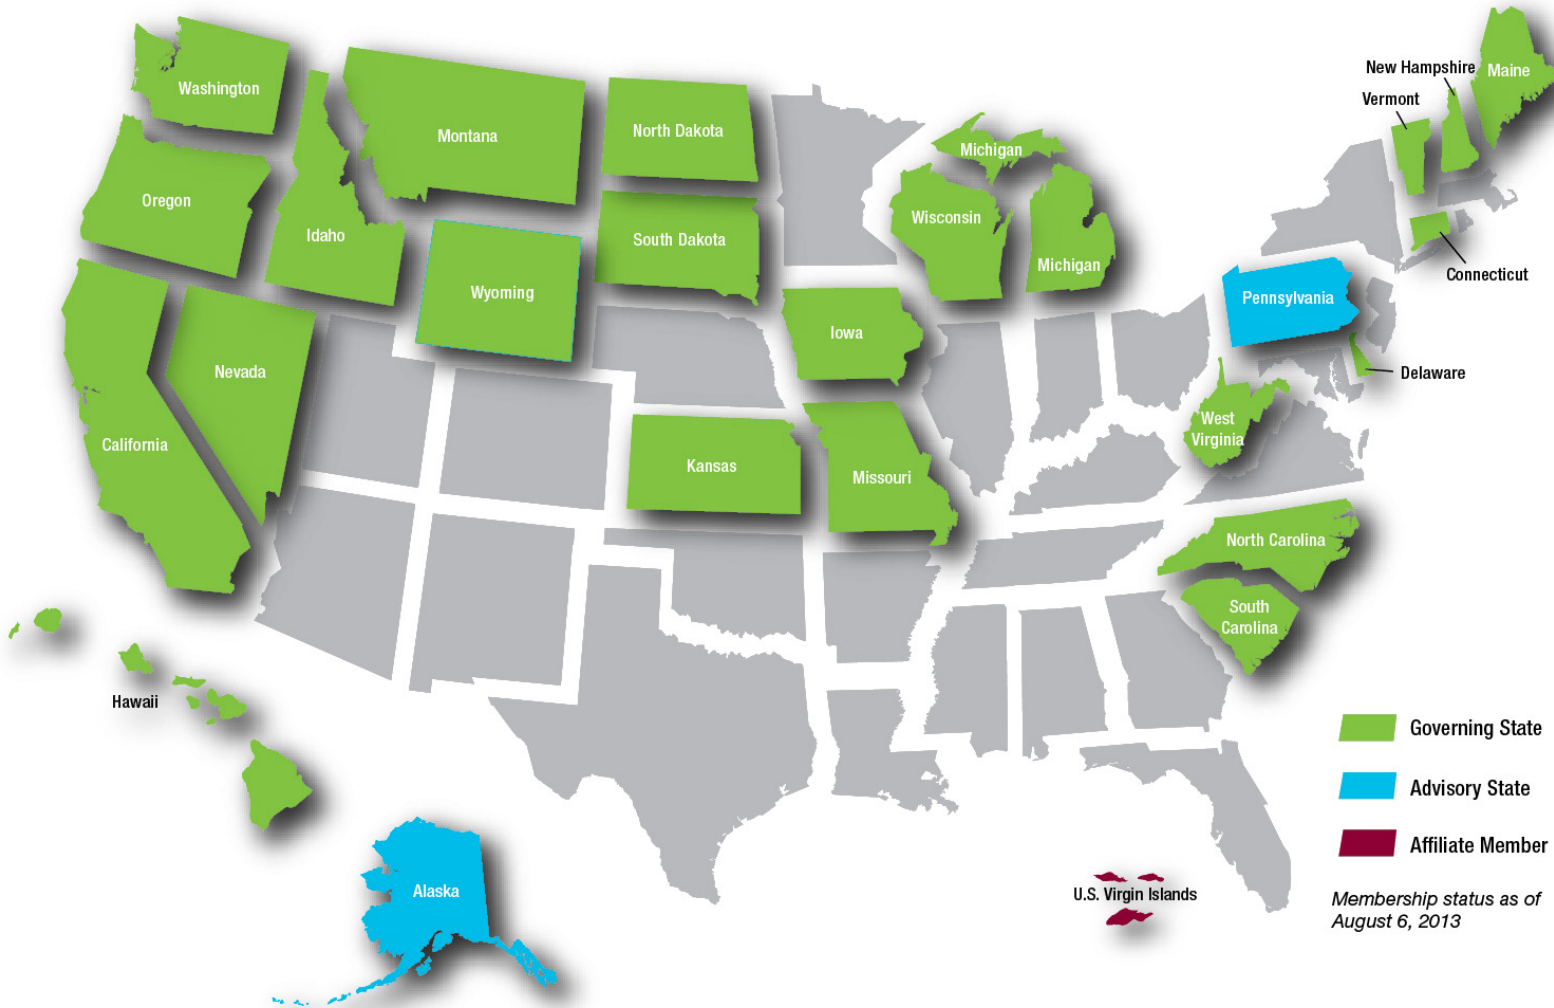 New Hampshire
Maine
Washington
Vermont
Montana
North Dakota
Michigan
Oregon
Wisconsin
Idaho
South Dakota
Michigan
Connecticut
Wyoming
Pennsylvania
Iowa
Nevada
Delaware
California
West
Virginia
Kansas
Missouri
North Carolina
South
Carolina
Hawaii
Governing State
Advisory State
Affiliate Member
Alaska
U.S. Virgin Islands
Membership status as of
August 6, 2013